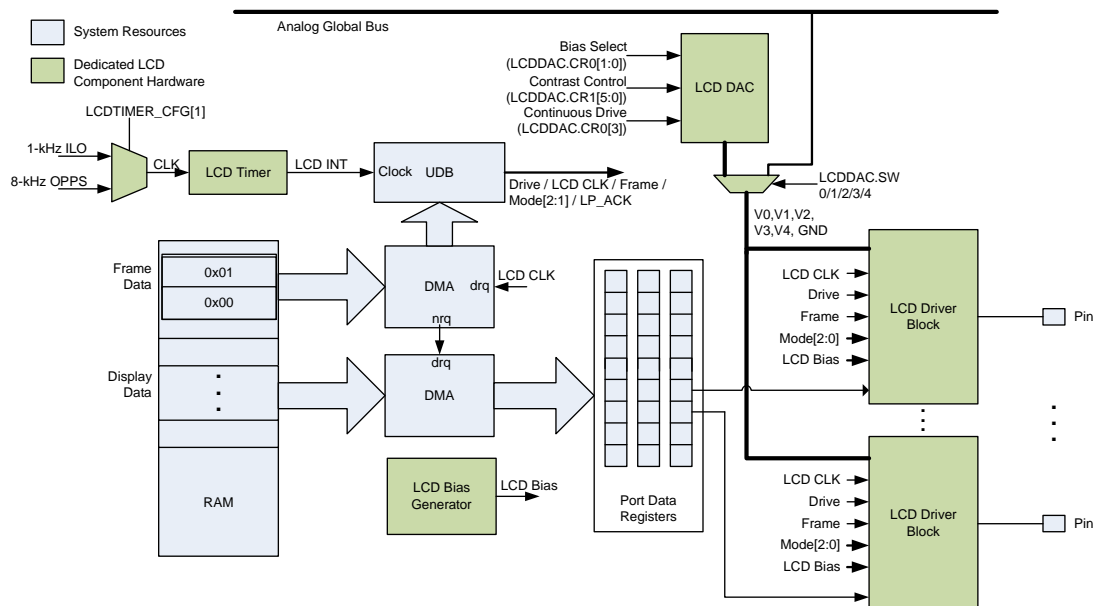 Analog Global Bus
System Resources
Dedicated LCD
Component Hardware
Bias Select
(LCDDAC.CR0[1:0])
Contrast Control
(LCDDAC.CR1[5:0])
Continuous Drive
(LCDDAC.CR0[3])
LCD DAC
LCDTIMER_CFG[1]
1-kHz ILO
8-kHz OPPS
CLK
LCD Timer
LCD INT
Clock
UDB
Drive / LCD CLK / Frame /
Mode[2:1] / LP_ACK
LCDDAC.SW
0/1/2/3/4
V0,V1,V2,
V3,V4, GND
Frame
Data
0x01
0x00
DMA
drq
LCD CLK
nrq
Display
Data
drq
DMA
RAM
LCD Bias
Generator
LCD Bias
Port Data
Registers
LCD CLK
Drive
Frame
Mode[2:0]
LCD Bias
LCD Driver
Block
Pin
LCD CLK
Drive
Frame
Mode[2:0]
LCD Bias
LCD Driver
Block
Pin